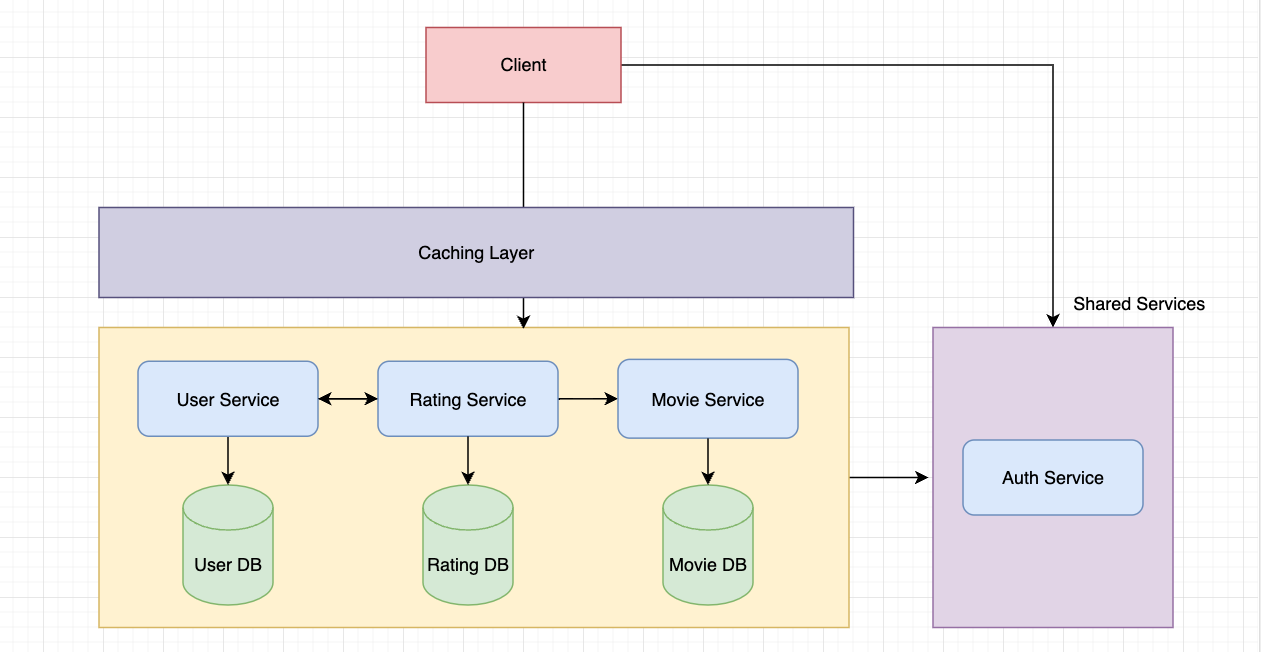 Client
Caching Layer
Shared Services
User Service
Rating Service
Movie Service
Auth Service
User DB
Rating DB
Movie DB